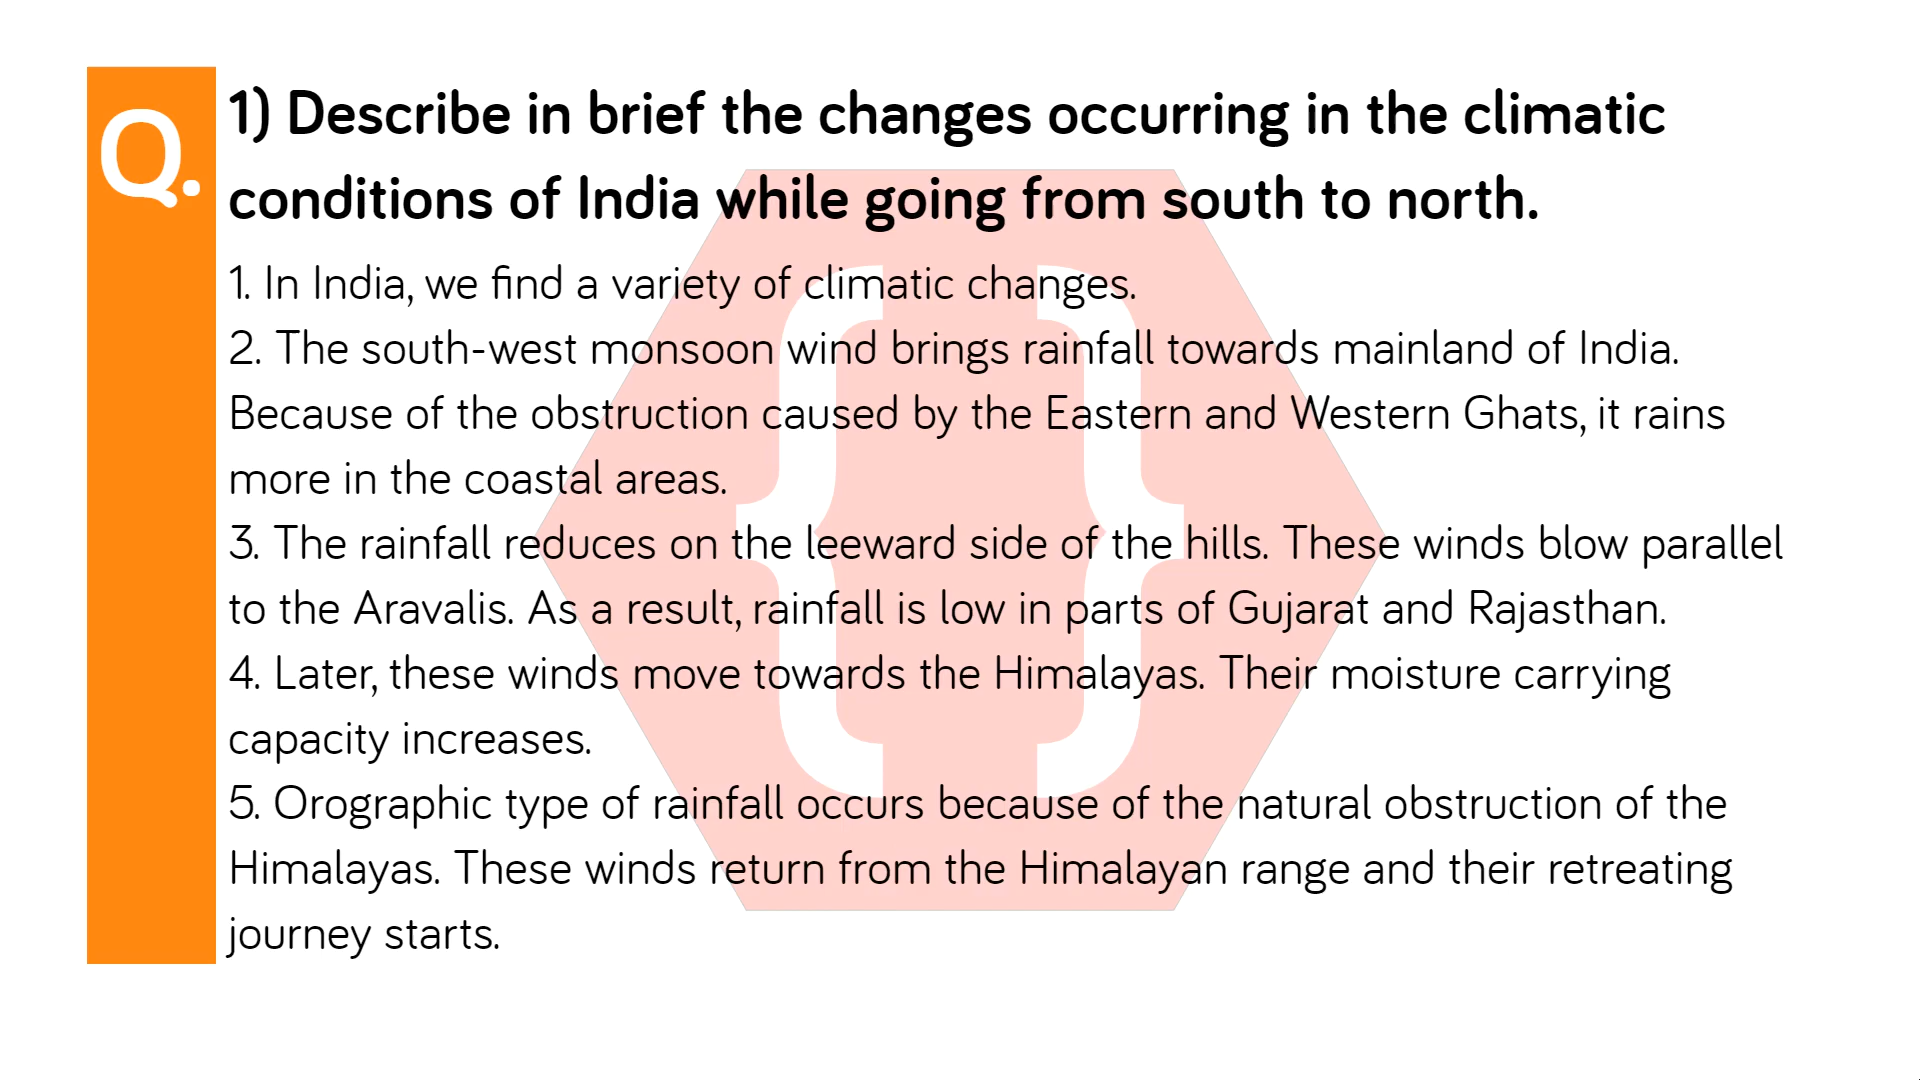 Q.
1) Describe in brief the changes occurring in the climatic
conditions of India while going from south to north.
1. In India, we find a variety of climatic changes.
2. The south-west monsoon wind brings rainfall towards mainland of India.
Because of the obstruction caused by the Eastern and Western Ghats, it rains
more in the coastal areas.
3. The rainfall reduces on the leeward side of the hills. These winds blow parallel
to the Aravalis. As a result, rainfall is low in parts of Gujarat and Rajasthan.
4. Later, these winds move towards the Himalayas. Their moisture carrying
capacity increases.
5. Orographic type of rainfall occurs because of the natural obstruction of the
Himalayas. These winds return from the Himalayan range and their retreating
journey starts.